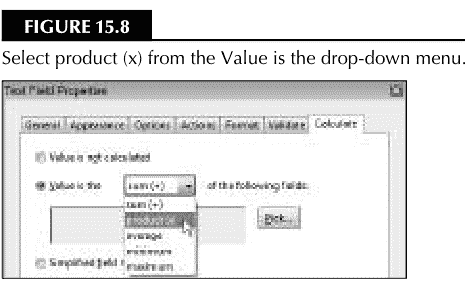 FIGURE 15.8
Select product (x) from the Value is the drop-down menu.
Text Field Properties
General Appearance Options Actions Format Validate Calculate
Value is not calculated
Value is the sum (+) of the following fields:
sum (+)
product (x)
average Pick...
minimum
Simplified field
maximum